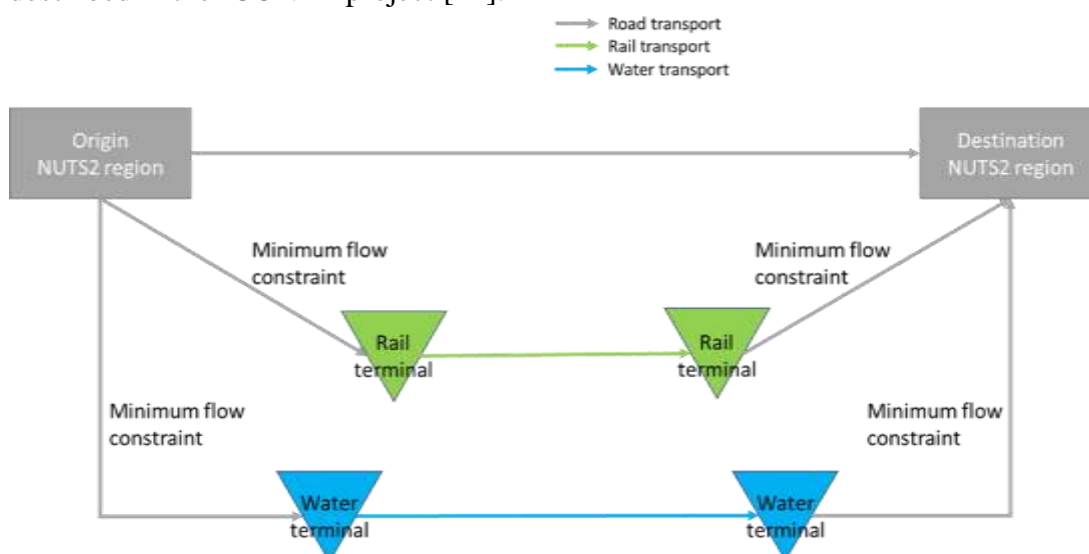 Road transport
Rail transport
Water transport
Origin
NUTS2 region
Destination
NUTS2 region
Minimum flow
constraint
Minimum flow
constraint
Rail
terminal
Rail
terminal
Minimum flow
constraint
Minimum flow
constraint
Water
terminal
Water
terminal